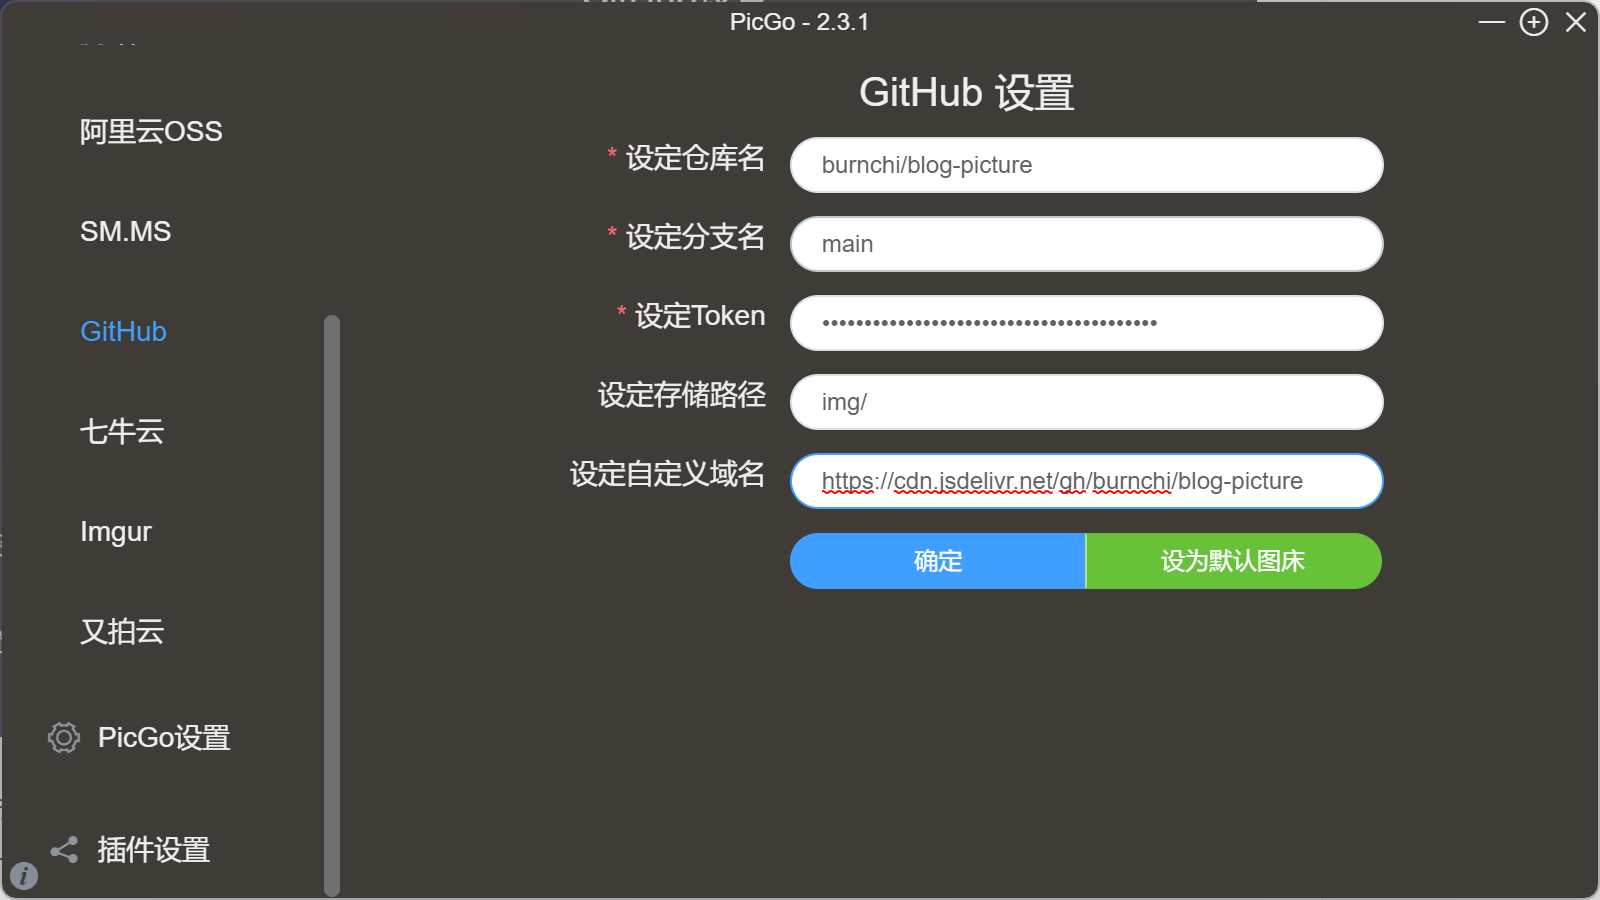 PicGo - 2.3.1
阿里云OSS
SM.MS
GitHub
七牛云
Imgur
又拍云
PicGo设置
插件设置
GitHub 设置
* 设定仓库名
burnchi/blog-picture
* 设定分支名
main
* 设定Token
••••••••••••••••••••••••••••••••••••••••
设定存储路径
img/
设定自定义域名
https://cdn.jsdelivr.net/gh/burnchi/blog-picture
确定
设为默认图床